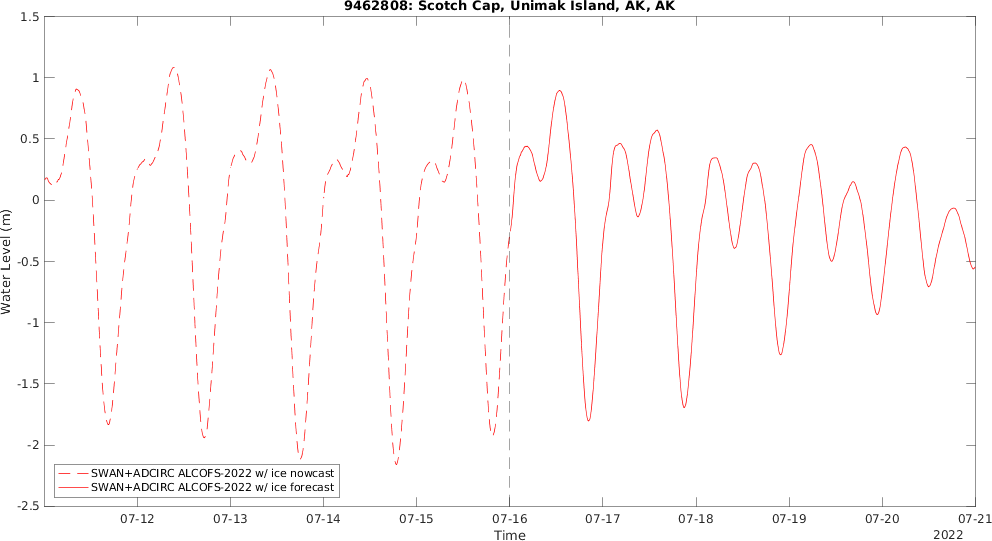 9462808: Scotch Cap, Unimak Island, AK, AK
1.5
1
0.5
0
-0.5
-1
-1.5
-2
-2.5
Water Level (m)
SWAN+ADCIRC ALCOFS-2022 w/ ice nowcast
SWAN+ADCIRC ALCOFS-2022 w/ ice forecast
07-12 07-13 07-14 07-15 07-16 07-17 07-18 07-19 07-20 07-21
Time
2022